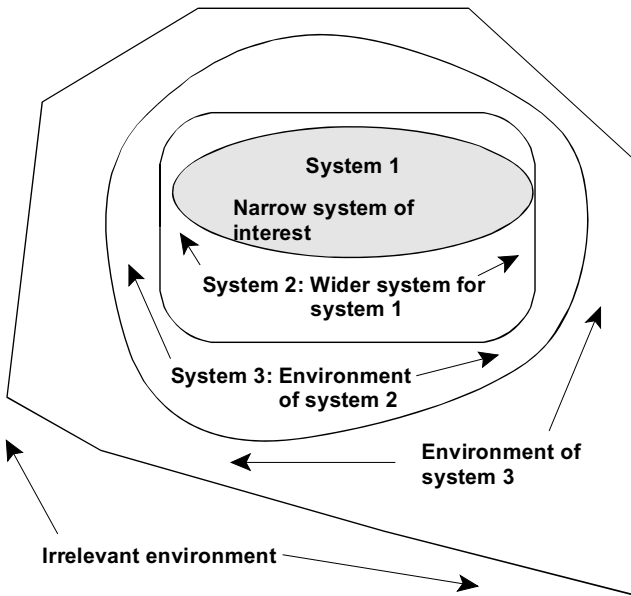 System 1
Narrow system of
interest
System 2: Wider system for
system 1
System 3: Environment
of system 2
Environment of
system 3
Irrelevant environment